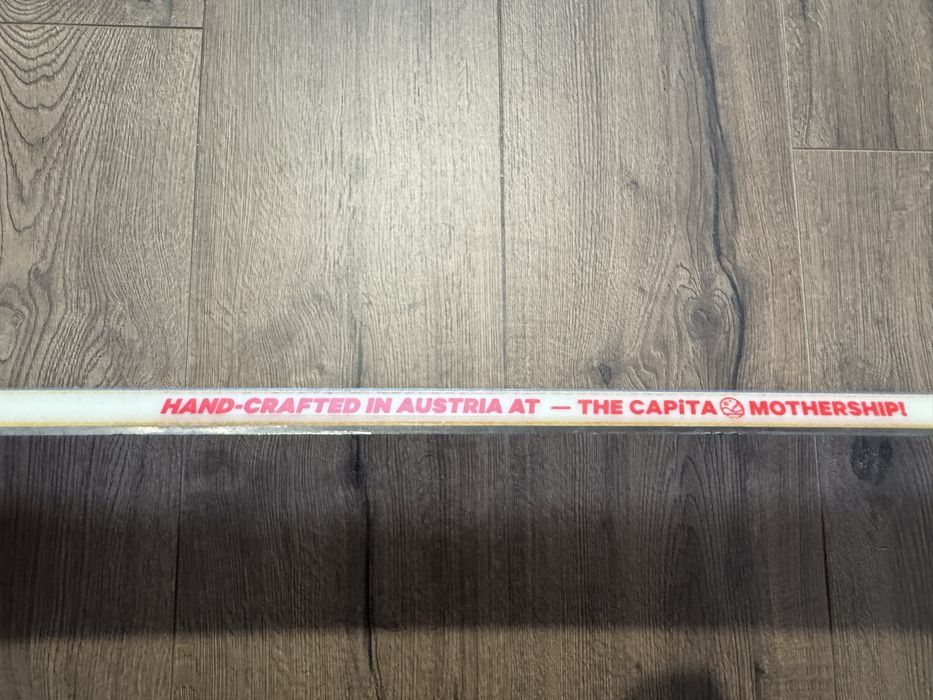 HAND-CRAFTED IN AUSTRIA AT — THE CAPiTA MOTHERSHIP!